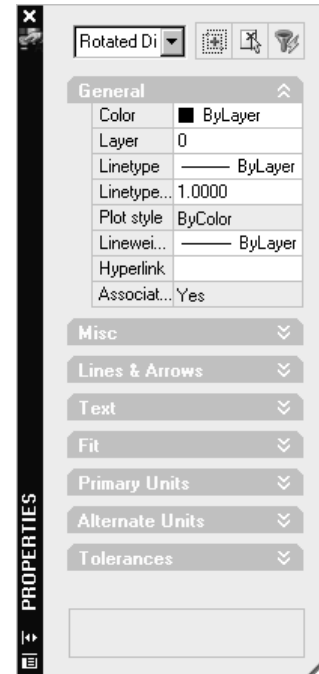 Rotated Di
General
Color ByLayer
Layer 0
Linetype ByLayer
Linetype... 1.0000
Plot style ByColor
Linewei... ByLayer
Hyperlink
Associat... Yes
Misc
Lines & Arrows
Text
Fit
Primary Units
Alternate Units
Tolerances
PROPERTIES